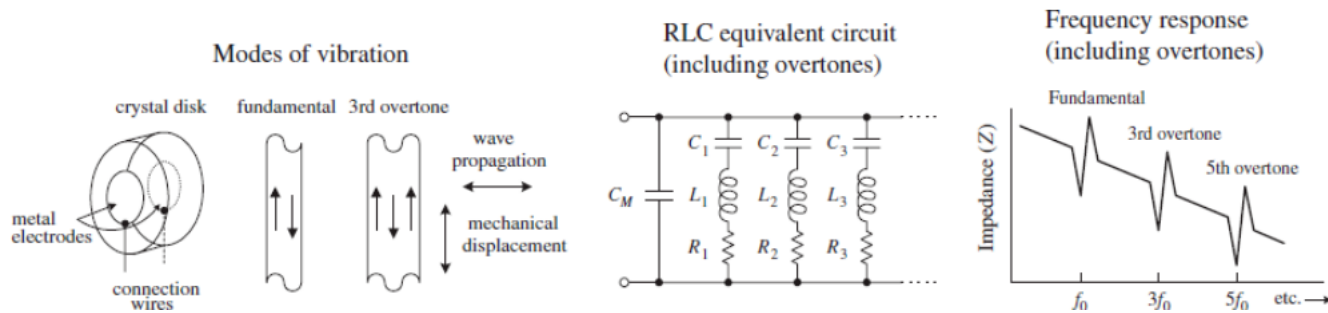 Modes of vibration
crystal disk
fundamental
3rd overtone
wave
propagation
mechanical
displacement
metal
electrodes
connection
wires
RLC equivalent circuit
(including overtones)
C_M
C_1
L_1
R_1
C_2
L_2
R_2
C_3
L_3
R_3
Frequency response
(including overtones)
Impedance (Z)
Fundamental
3rd overtone
5th overtone
f_0
3f_0
5f_0
etc.